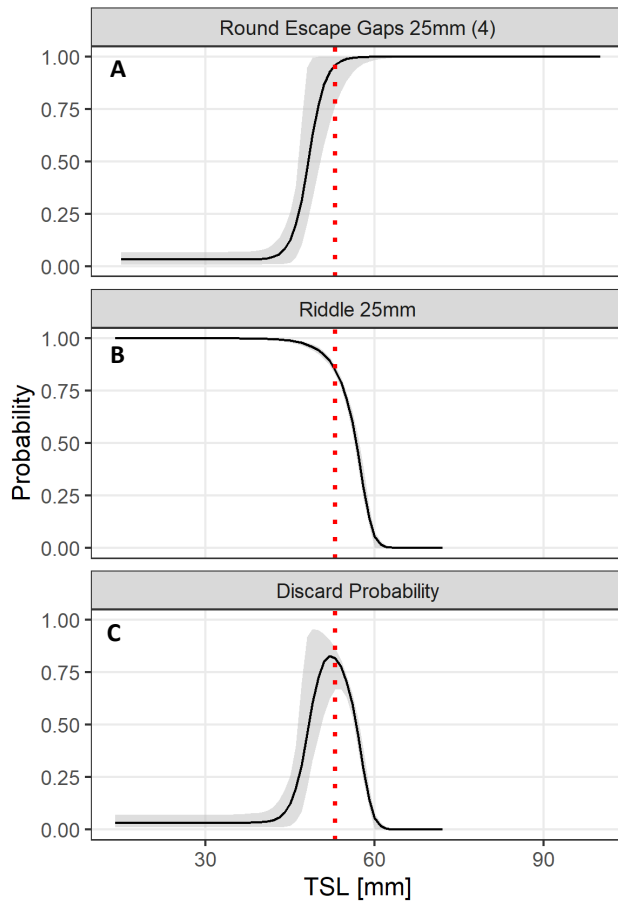 Round Escape Gaps 25mm (4)
A
1.00
0.75
0.50
0.25
0.00
Riddle 25mm
B
1.00
0.75
0.50
0.25
0.00
Probability
Discard Probability
C
1.00
0.75
0.50
0.25
0.00
30 60 90
TSL [mm]